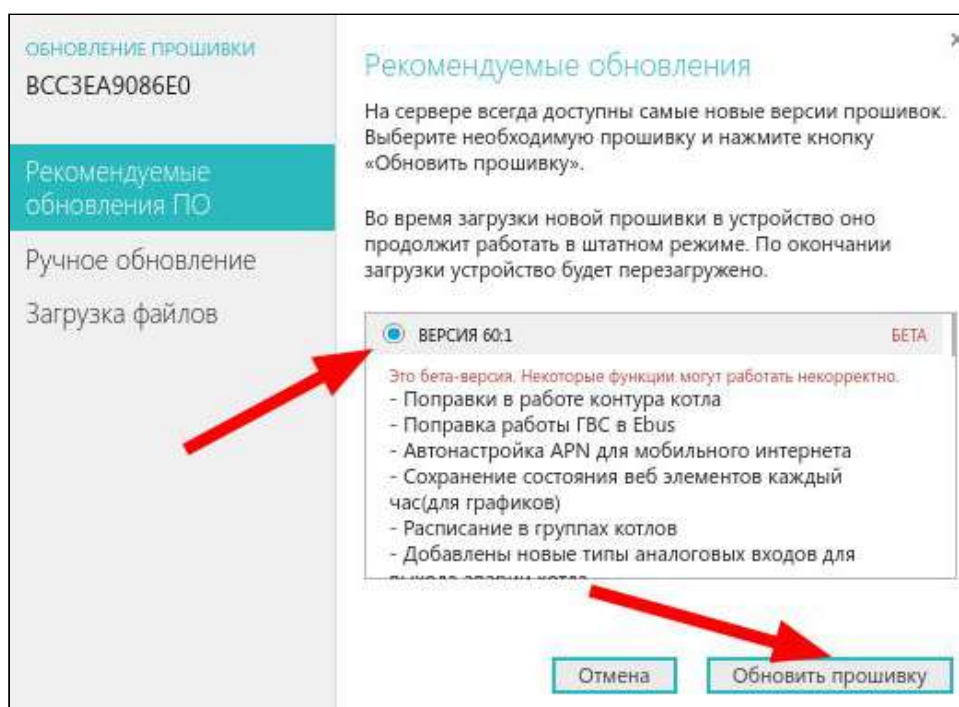 ОБНОВЛЕНИЕ ПРОШИВКИ
BCC3EA9086E0
Рекомендуемые
обновления ПО
Ручное обновление
Загрузка файлов
Рекомендуемые обновления
На сервере всегда доступны самые новые версии прошивок.
Выберите необходимую прошивку и нажмите кнопку
«Обновить прошивку».
Во время загрузки новой прошивки в устройство оно
продолжит работать в штатном режиме. По окончании
загрузки устройство будет перезагружено.
ВЕРСИЯ 60:1 БЕТА
Это бета-версия. Некоторые функции могут работать некорректно.
- Поправки в работе контура котла
- Поправка работы ГВС в Ebus
- Автонастройка APN для мобильного интернета
- Сохранение состояния веб элементов каждый
час(для графиков)
- Расписание в группах котлов
- Добавлены новые типы аналоговых входов для
Отмена Обновить прошивку